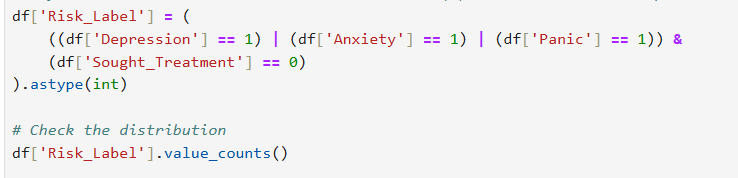 df['Risk_Label'] = (
    ((df['Depression'] == 1) | (df['Anxiety'] == 1) | (df['Panic'] == 1)) &
    (df['Sought_Treatment'] == 0)
).astype(int)

# Check the distribution
df['Risk_Label'].value_counts()